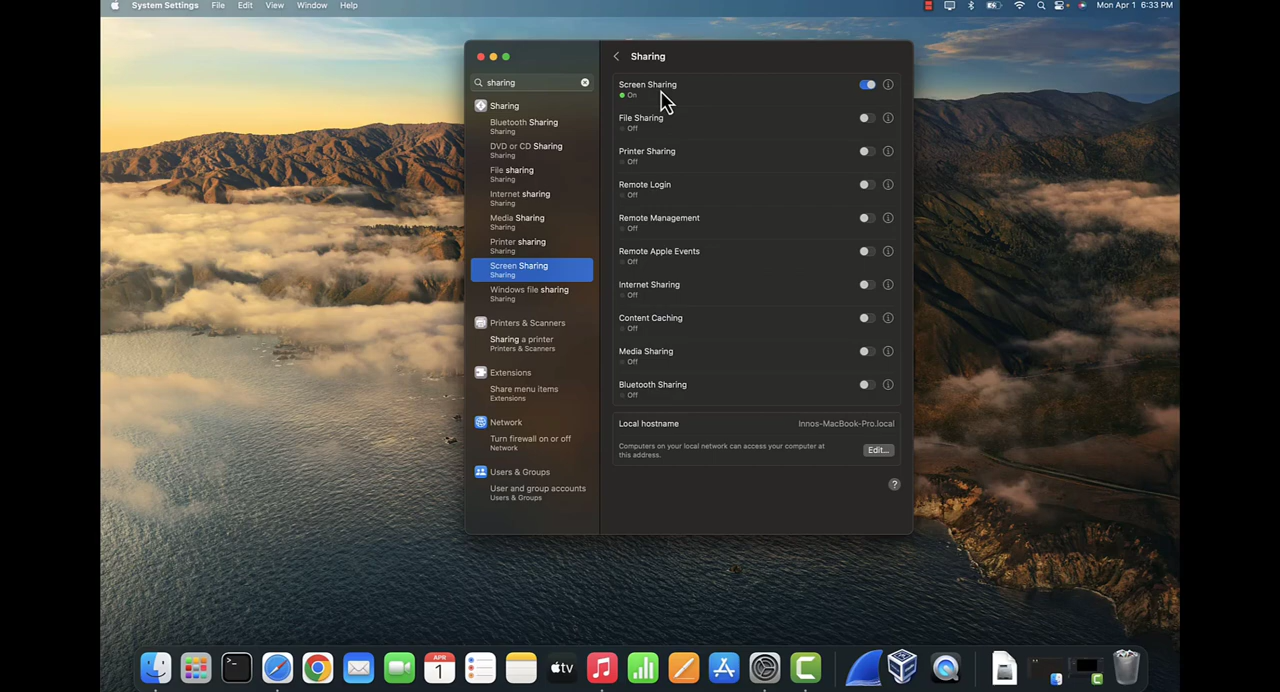 System Settings File Edit View Window Help
Mon Apr 1 6:33 PM
sharing
Sharing
Bluetooth Sharing
Sharing
DVD or CD Sharing
Sharing
File sharing
Sharing
Internet sharing
Sharing
Media Sharing
Sharing
Printer sharing
Sharing
Screen Sharing
Sharing
Windows file sharing
Sharing
Printers & Scanners
Sharing a printer
Printers & Scanners
Extensions
Share menu items
Extensions
Network
Turn firewall on or off
Network
Users & Groups
User and group accounts
Users & Groups
Sharing
Screen Sharing
On
File Sharing
Off
Printer Sharing
Off
Remote Login
Off
Remote Management
Off
Remote Apple Events
Off
Internet Sharing
Off
Content Caching
Off
Media Sharing
Off
Bluetooth Sharing
Off
Local hostname Innos-MacBook-Pro.local
Computers on your local network can access your computer at
this address.
Edit...
?
APR
1
tv